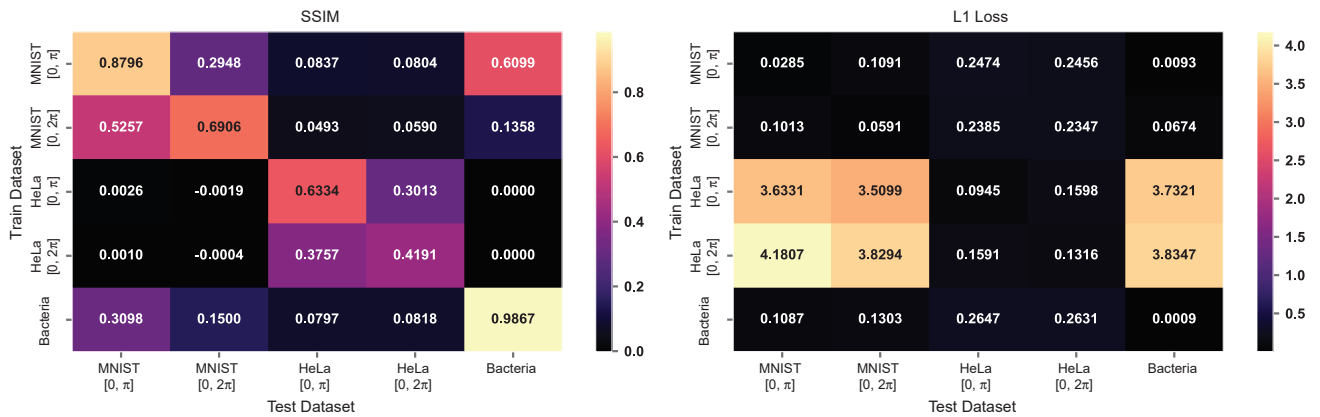 SSIM
L1 Loss
Train Dataset
MNIST
[0, π]
0.8796 0.2948 0.0837 0.0804 0.6099
MNIST
[0, 2π]
0.5257 0.6906 0.0493 0.0590 0.1358
HeLa
[0, π]
0.0026 -0.0019 0.6334 0.3013 0.0000
HeLa
[0, 2π]
0.0010 -0.0004 0.3757 0.4191 0.0000
Bacteria
0.3098 0.1500 0.0797 0.0818 0.9867
MNIST HeLa
MNIST HeLa Bacteria
[0, π] [0, 2π] [0, π] [0, 2π]
Test Dataset
0.8
0.6
0.4
0.2
0.0
Train Dataset
MNIST
[0, π]
0.0285 0.1091 0.2474 0.2456 0.0093
MNIST
[0, 2π]
0.1013 0.0591 0.2385 0.2347 0.0674
HeLa
[0, π]
3.6331 3.5099 0.0945 0.1598 3.7321
HeLa
[0, 2π]
4.1807 3.8294 0.1591 0.1316 3.8347
Bacteria
0.1087 0.1303 0.2647 0.2631 0.0009
MNIST MNIST HeLa HeLa Bacteria
[0, π] [0, 2π] [0, π] [0, 2π]
Test Dataset
4.0
3.5
3.0
2.5
2.0
1.5
1.0
0.5